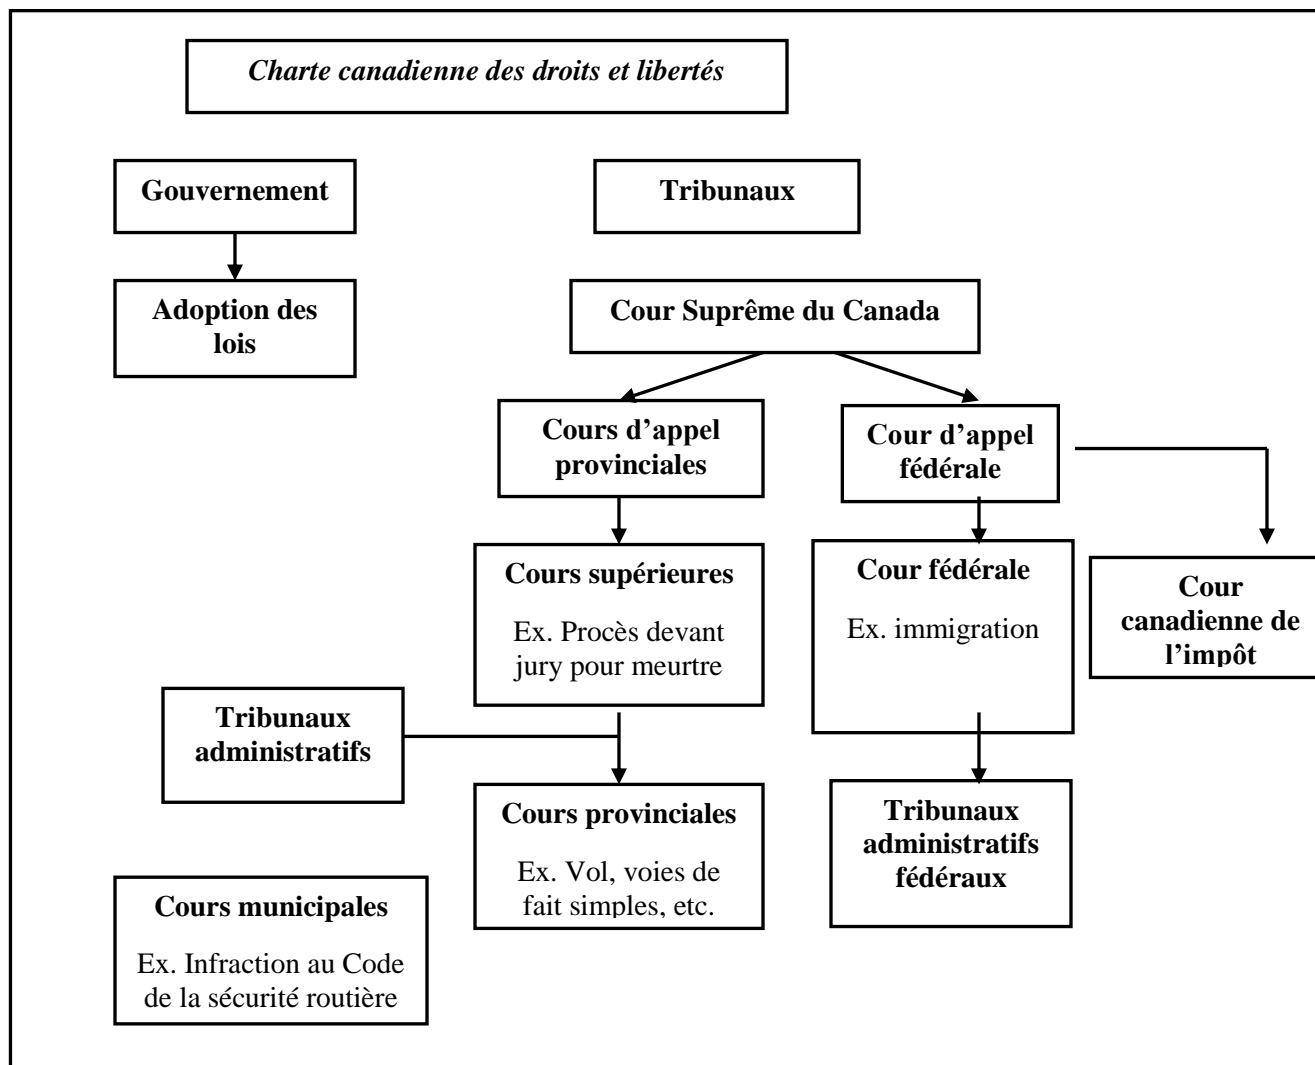 Charte canadienne des droits et libertés
Gouvernement
Tribunaux
Adoption des
lois
Cour Suprême du Canada
Cours d’appel
provinciales
Cour d’appel
fédérale
Cours supérieures
Ex. Procès devant
jury pour meurtre
Cour fédérale
Ex. immigration
Cour
canadienne de
l’impôt
Tribunaux
administratifs
Cours provinciales
Ex. Vol, voies de
fait simples, etc.
Tribunaux
administratifs
fédéraux
Cours municipales
Ex. Infraction au Code
de la sécurité routière